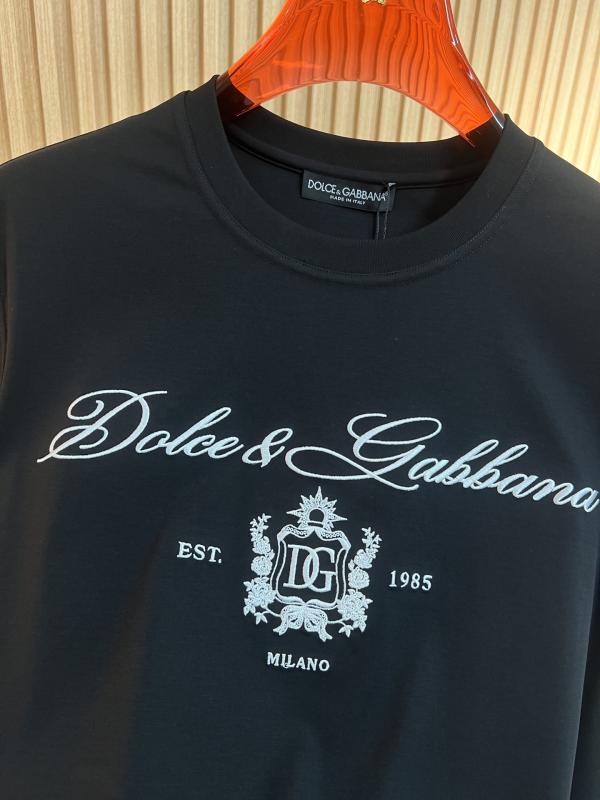 DOLCE & GABBANA
MADE IN ITALY
Dolce & Gabbana
EST.
DG
1985
MILANO